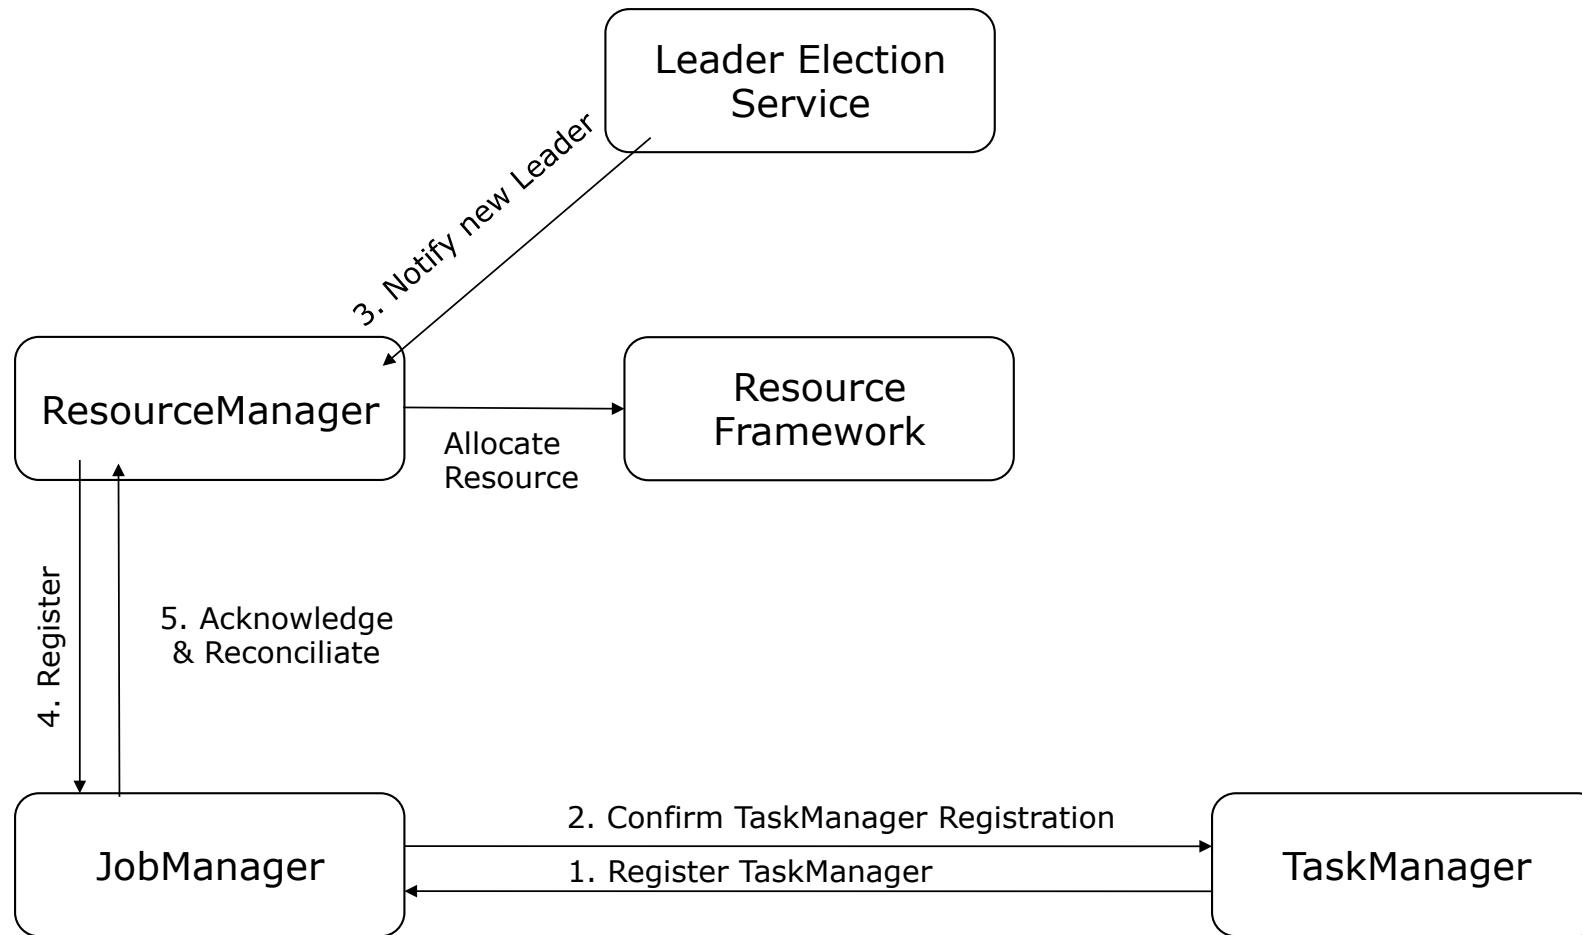 Leader Election
Service
3. Notify new Leader
ResourceManager
Resource
Framework
Allocate
Resource
4. Register
5. Acknowledge
& Reconciliate
JobManager
2. Confirm TaskManager Registration
1. Register TaskManager
TaskManager